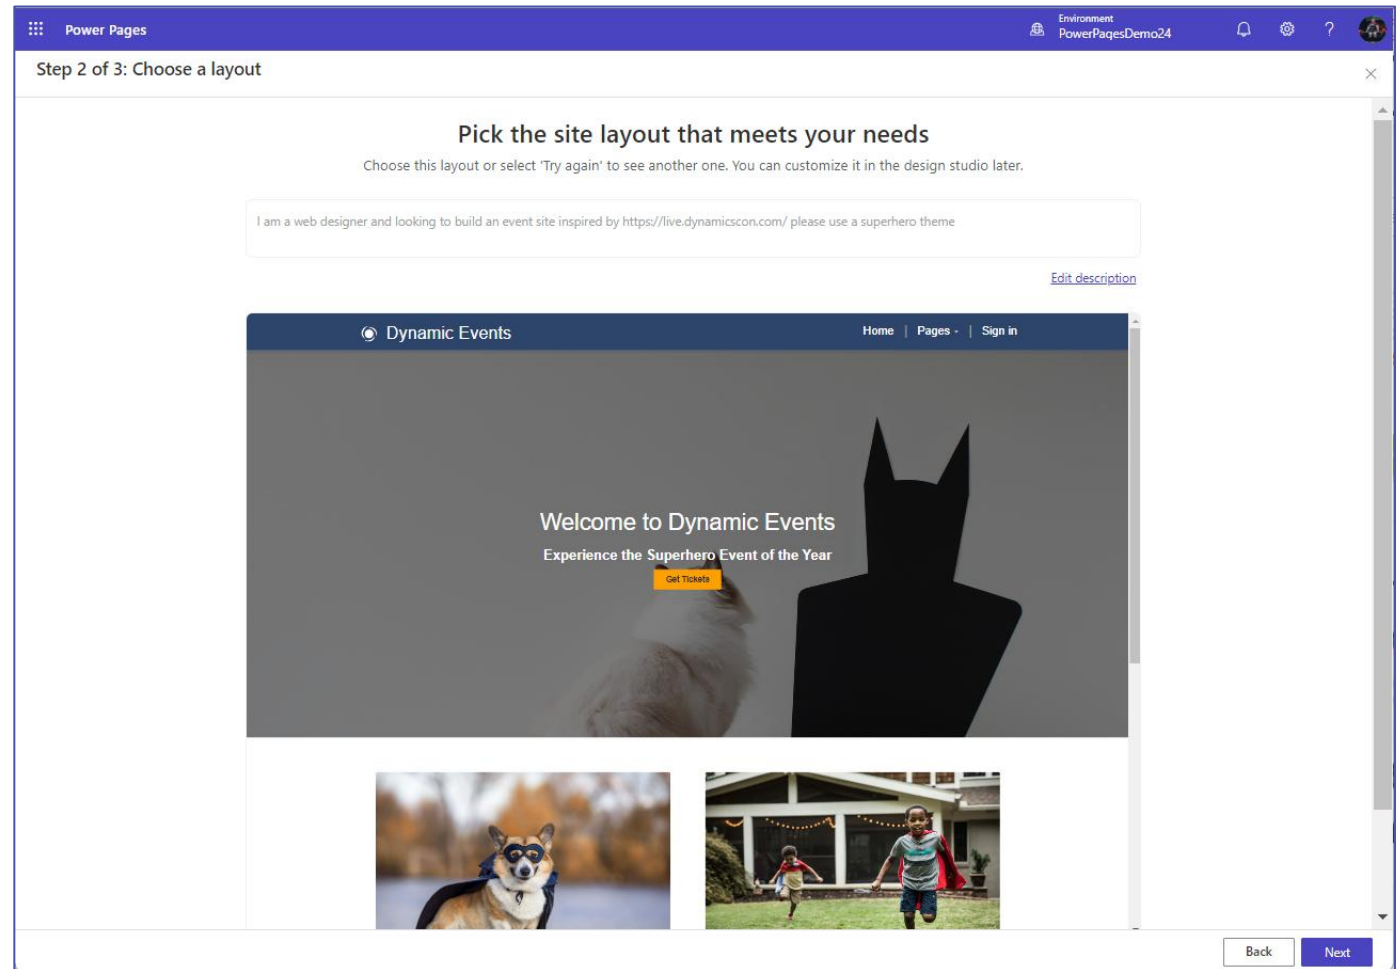 Power Pages
Environment
PowerPagesDemo24
?
Step 2 of 3: Choose a layout
Pick the site layout that meets your needs
Choose this layout or select 'Try again' to see another one. You can customize it in the design studio later.
I am a web designer and looking to build an event site inspired by https://live.dynamicscon.com/ please use a superhero theme
Edit description
Dynamic Events
Home | Pages - | Sign in
Welcome to Dynamic Events
Experience the Superhero Event of the Year
Get Tickets
Back
Next